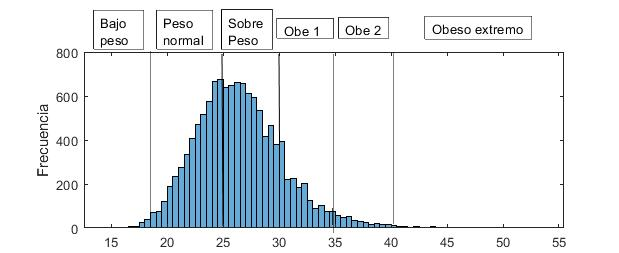 Bajo
peso
Peso
normal
Sobre
Peso
Obe 1
Obe 2
Obeso extremo
800
600
400
200
0
Frecuencia
15 20 25 30 35 40 45 50 55